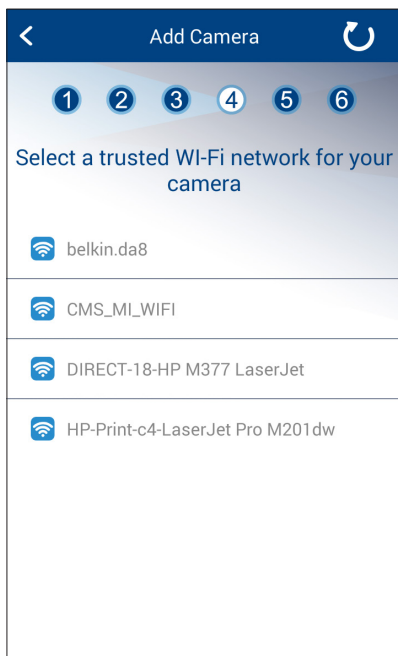 Add Camera
1 2 3 4 5 6
Select a trusted WI-Fi network for your
camera
belkin.da8
CMS_MI_WIFI
DIRECT-18-HP M377 LaserJet
HP-Print-c4-LaserJet Pro M201dw